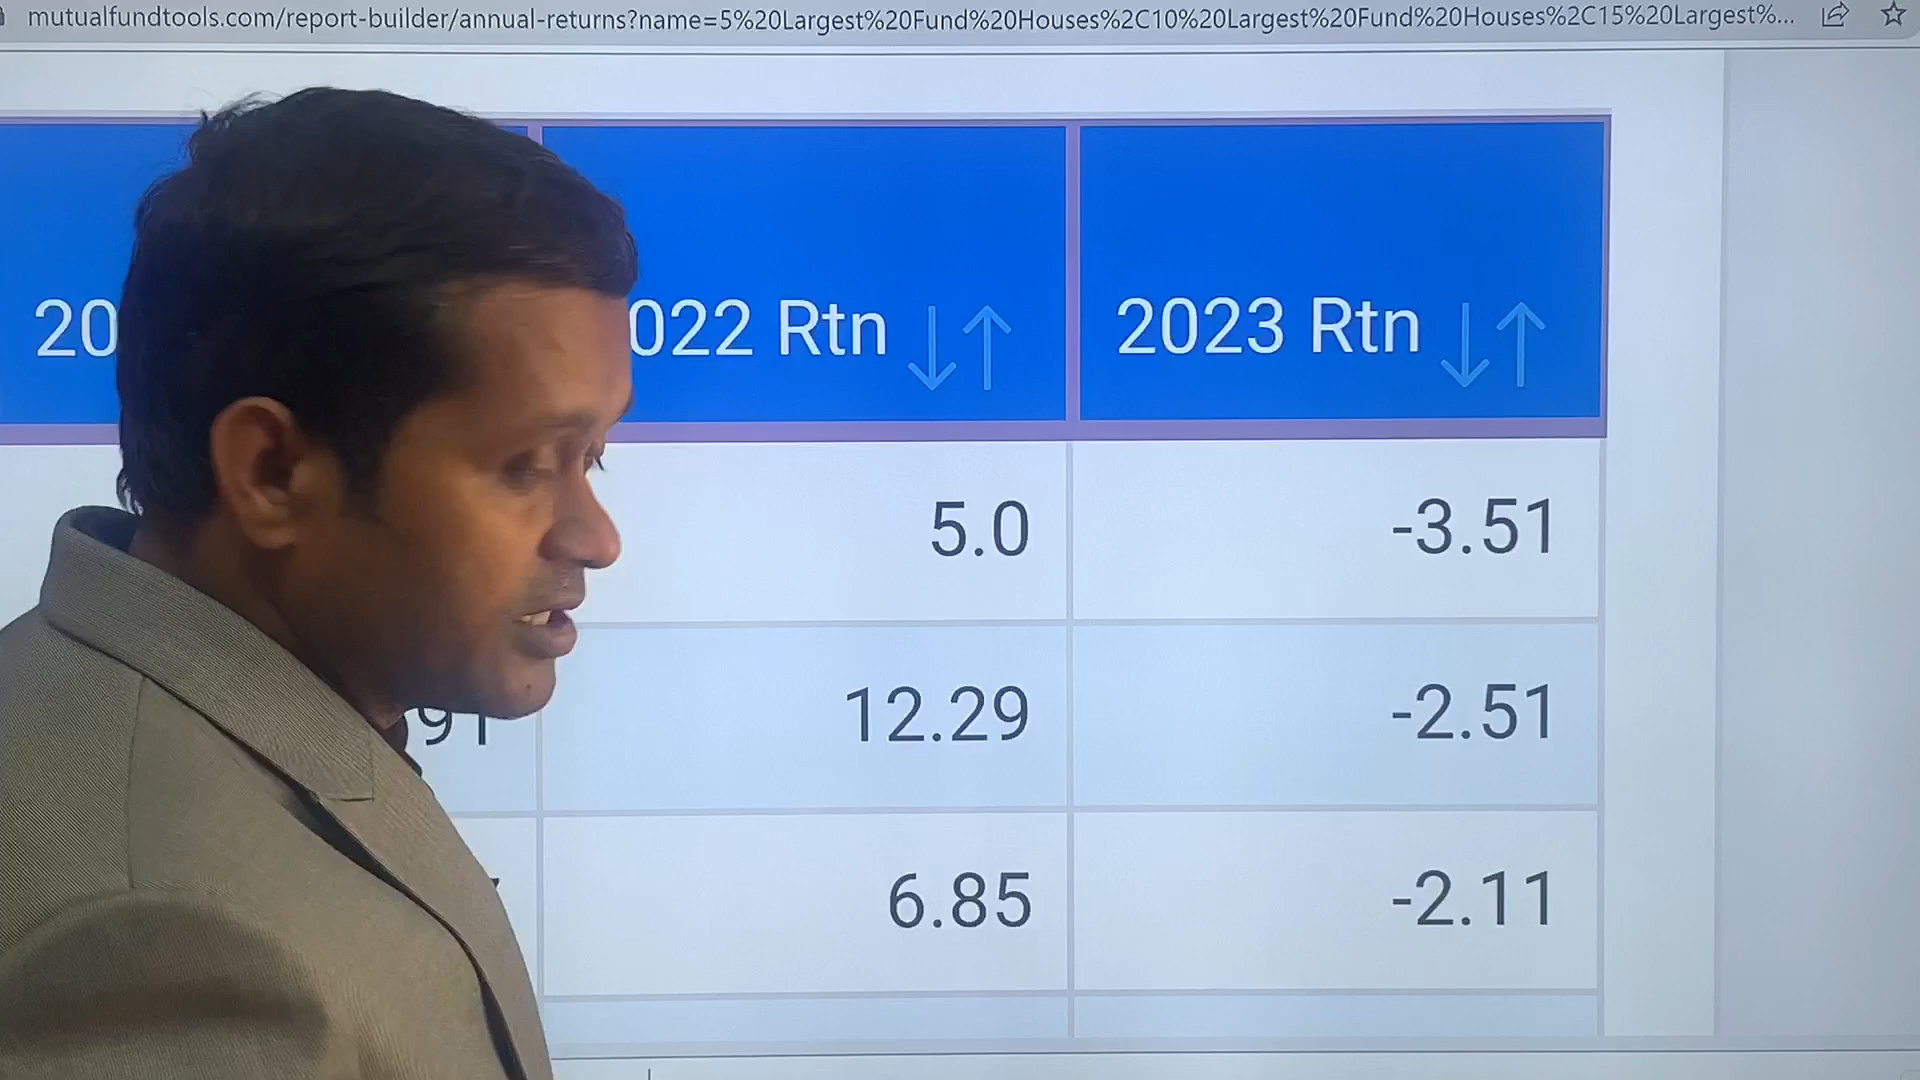 mutualfundtools.com/report-builder/annual-returns?name=5%20Largest%20Fund%20Houses%2C10%20Largest%20Fund%20Houses%2C15%20Largest%...
20
022 Rtn ↓↑
2023 Rtn ↓↑
5.0
-3.51
91
12.29
-2.51
6.85
-2.11